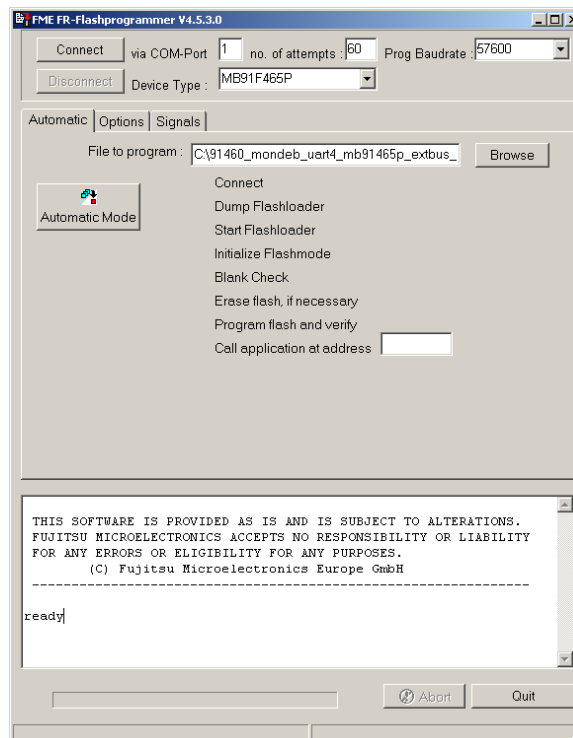 FME FR-Flashprogrammer V4.5.3.0
Connect via COM-Port 1 no. of attempts : 60 Prog Baudrate : 57600
Disconnect Device Type : MB91F465P
Automatic Options Signals
File to program : C:\91460_mondeb_uart4_mb91465p_extbus_ Browse
Automatic Mode
Connect
Dump Flashloader
Start Flashloader
Initialize Flashmode
Blank Check
Erase flash, if necessary
Program flash and verify
Call application at address
THIS SOFTWARE IS PROVIDED AS IS AND IS SUBJECT TO ALTERATIONS.
FUJITSU MICROELECTRONICS ACCEPTS NO RESPONSIBILITY OR LIABILITY
FOR ANY ERRORS OR ELIGIBILITY FOR ANY PURPOSES.
(C) Fujitsu Microelectronics Europe GmbH
---------------------------------------------------------------
ready
Abort Quit